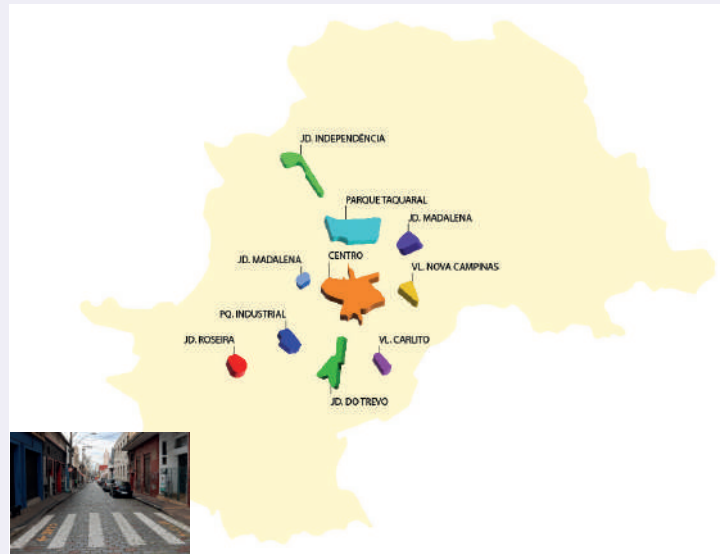 JD. INDEPENDÊNCIA
PARQUE TAQUARAL
JD. MADALENA
JD. MADALENA
CENTRO
VL. NOVA CAMPINAS
PQ. INDUSTRIAL
JD. ROSEIRA
VL. CARLITO
JD. DO TREVO